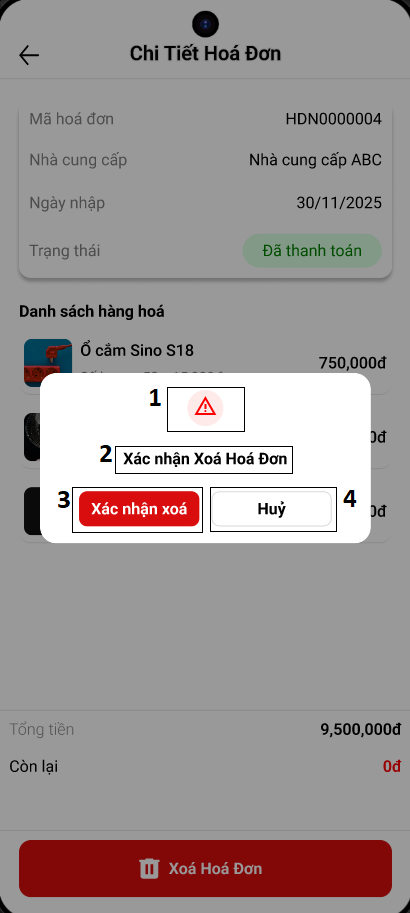 Chi Tiết Hoá Đơn
Mã hoá đơn HDN0000004
Nhà cung cấp Nhà cung cấp ABC
Ngày nhập 30/11/2025
Trạng thái Đã thanh toán
Danh sách hàng hoá
Ổ cắm Sino S18
750,000đ
1
0đ
2 Xác nhận Xoá Hoá Đơn
3 Xác nhận xoá Huỷ 4
0đ
Tổng tiền 9,500,000đ
Còn lại 0đ
Xoá Hoá Đơn